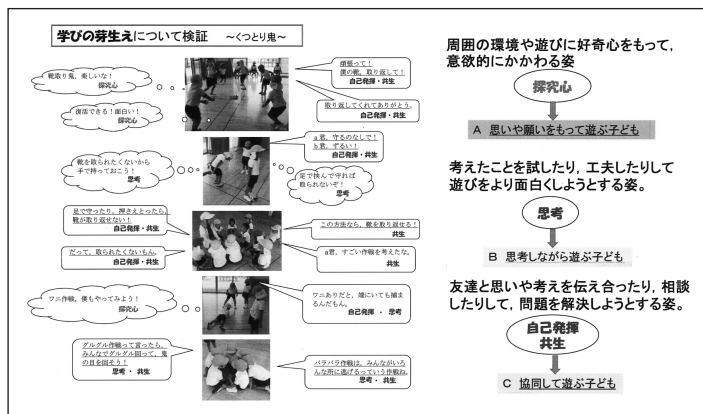 学びの芽生えについて検証　～くつとり鬼～
靴取り鬼、楽しいな！
探究心
復活できる！面白い！
探究心
頑張って！
僕の靴、取り返して！
自己発揮・共生
取り返してくれてありがとう。
自己発揮・共生
靴を取られたくないから
手で持っておこう！
思考
a君、守るのなしで！
b君、ずるい！
自己発揮・共生
足で挟んで守れば
取られないぞ！
思考
足で守ったり、押さえとったら、
靴が取り返せない！
自己発揮・共生
だって、取られたくないもん。
自己発揮・共生
この方法なら、靴を取り返せる！
共生
a君、すごい作戦を考えたな。
共生
ワニ作戦、僕もやってみよう！
探究心
ワニありだと、端にいても捕ま
るんだもん。
自己発揮 ・ 思考
グルグル作戦って言ったら、
みんなでグルグル回って、鬼
の目を回そう！
思考 ・ 共生
バラバラ作戦は、みんながいろ
んな所に逃げるっていう作戦ね。
思考 ・ 共生
周囲の環境や遊びに好奇心をもって，
意欲的にかかわる姿
探究心
A 思いや願いをもって遊ぶ子ども
考えたことを試したり，工夫したりして
遊びをより面白くしようとする姿。
思考
B 思考しながら遊ぶ子ども
友達と思いや考えを伝え合ったり，相談
したりして，問題を解決しようとする姿。
自己発揮
共生
C 協同して遊ぶ子ども